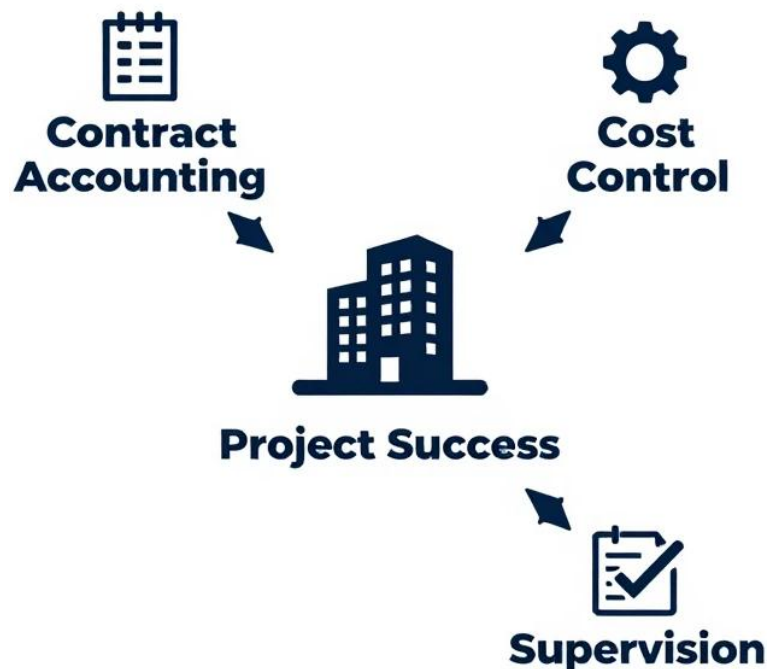 Contract
Accounting
Cost
Control
Project Success
Supervision